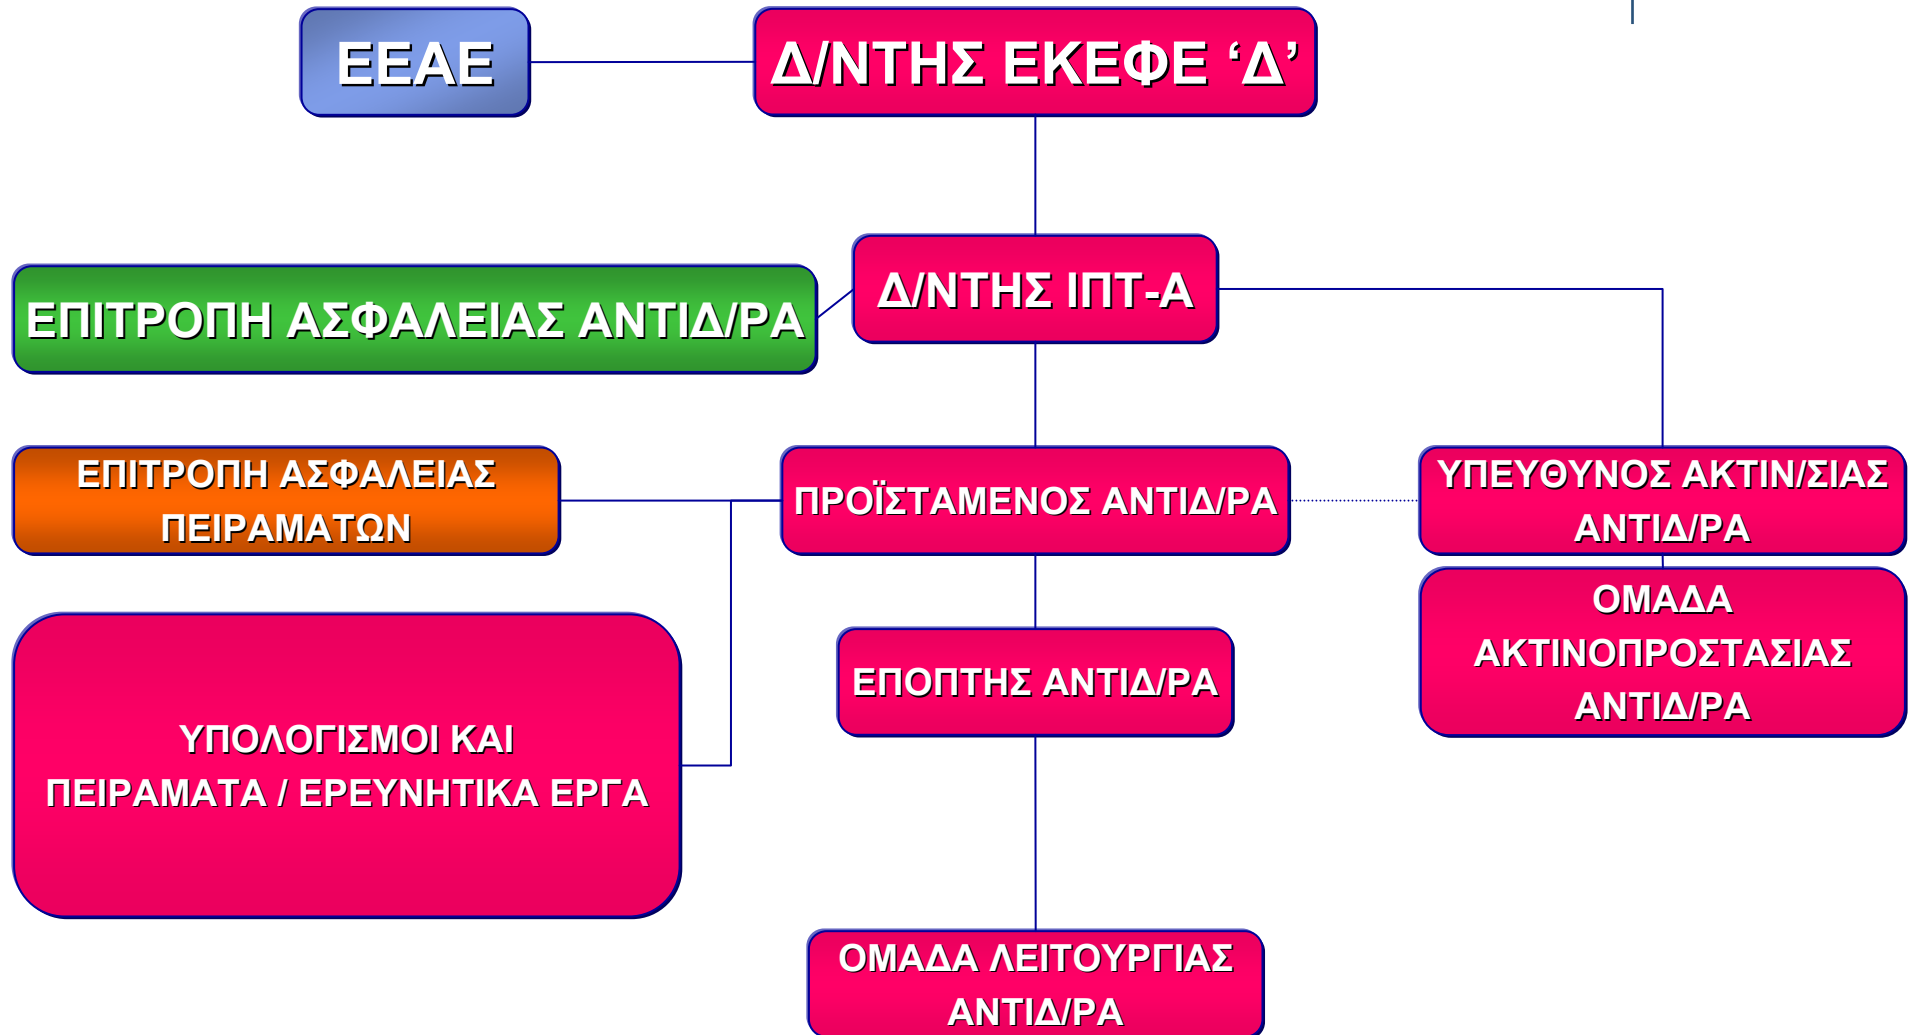 ΕΕΑΕ
Δ/ΝΤΗΣ ΕΚΕΦΕ ‘Δ’
Δ/ΝΤΗΣ ΙΠΤ-Α
ΕΠΙΤΡΟΠΗ ΑΣΦΑΛΕΙΑΣ ΑΝΤΙΔ/ΡΑ
ΕΠΙΤΡΟΠΗ ΑΣΦΑΛΕΙΑΣ
ΠΕΙΡΑΜΑΤΩΝ
ΠΡΟΪΣΤΑΜΕΝΟΣ ΑΝΤΙΔ/ΡΑ
ΥΠΕΥΘΥΝΟΣ ΑΚΤΙΝ/ΣΙΑΣ
ΑΝΤΙΔ/ΡΑ
ΟΜΑΔΑ
ΑΚΤΙΝΟΠΡΟΣΤΑΣΙΑΣ
ΑΝΤΙΔ/ΡΑ
ΕΠΟΠΤΗΣ ΑΝΤΙΔ/ΡΑ
ΥΠΟΛΟΓΙΣΜΟΙ ΚΑΙ
ΠΕΙΡΑΜΑΤΑ / ΕΡΕΥΝΗΤΙΚΑ ΕΡΓΑ
ΟΜΑΔΑ ΛΕΙΤΟΥΡΓΙΑΣ
ΑΝΤΙΔ/ΡΑ